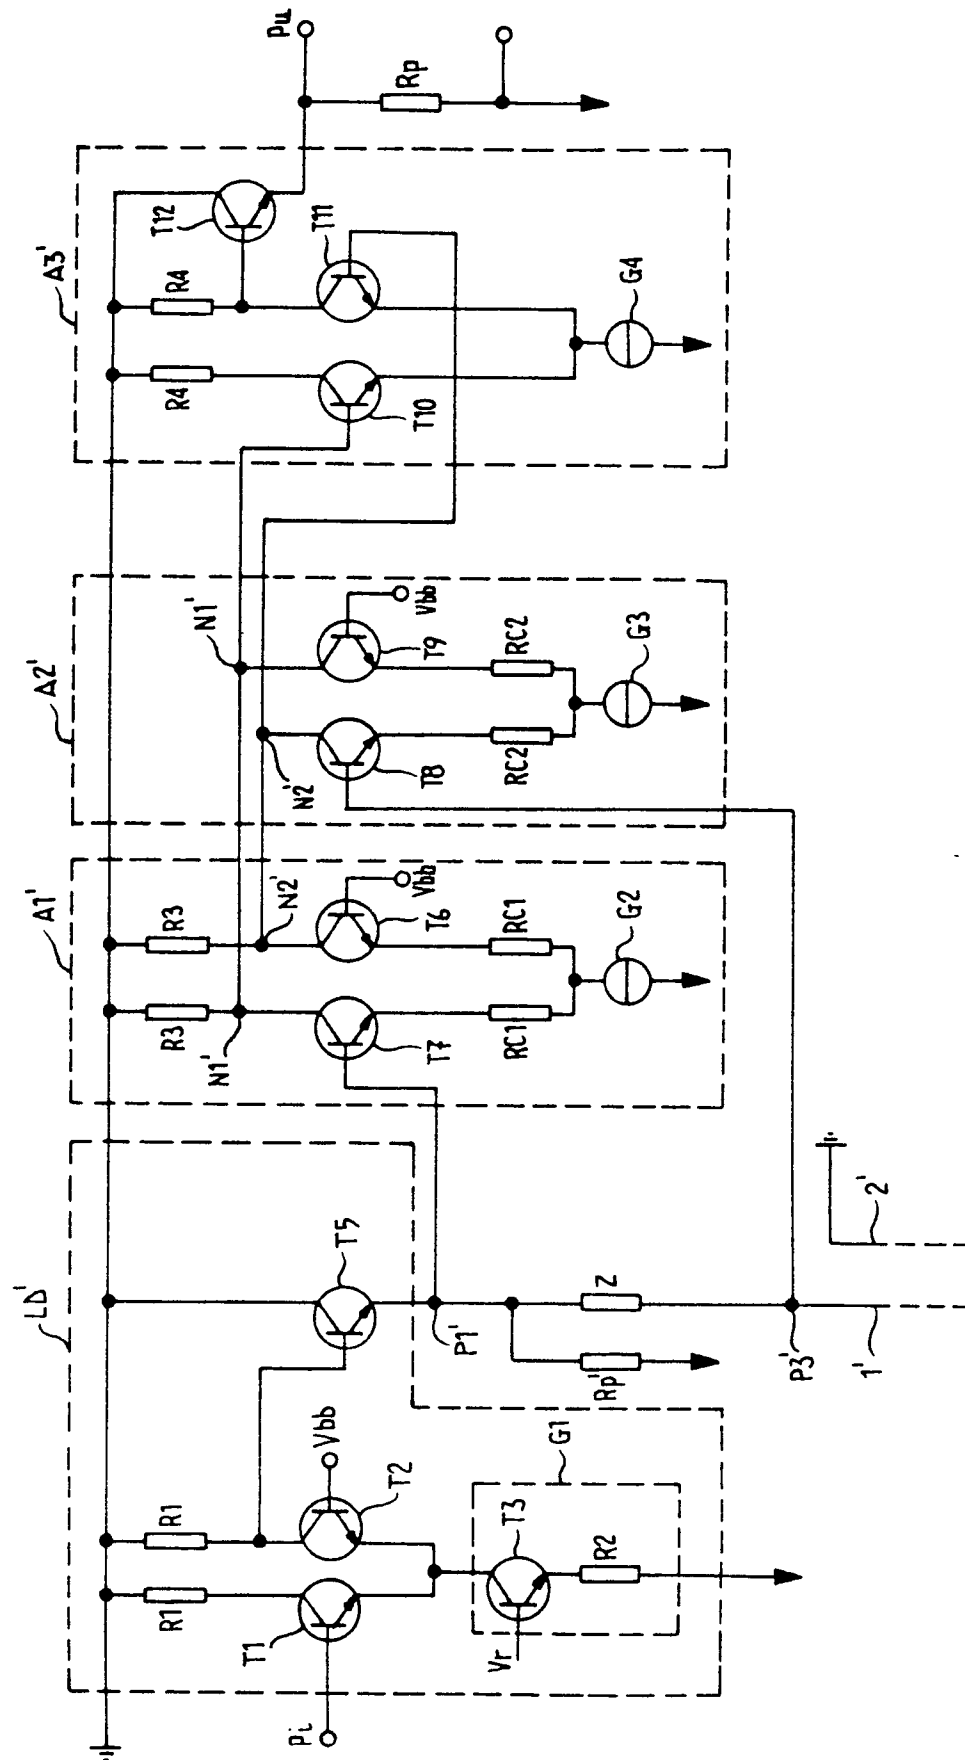 LD'
A1'
A2'
A3'
R1
R1
R3
R3
R4
R4
N1'
N2'
N1'
N2'
Pi
T1
T2
Vbb
T5
T7
T6
Vbb
T8
T9
Vbb
T10
T11
T12
Pu
Rp
Vr
T3
G1
R2
P1'
Rp'
Z
P3'
1'
2'
RC1
RC1
G2
RC2
RC2
G3
G4